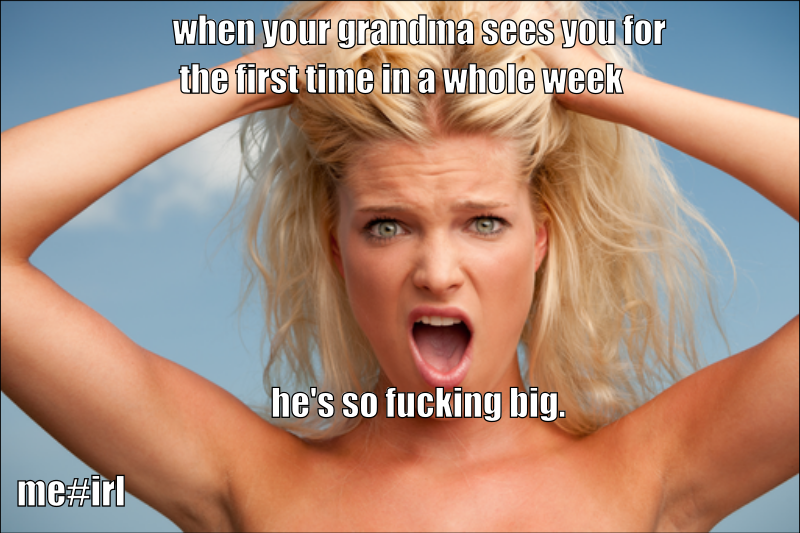 when your grandma sees you for
the first time in a whole week
he's so fucking big.
me#irl